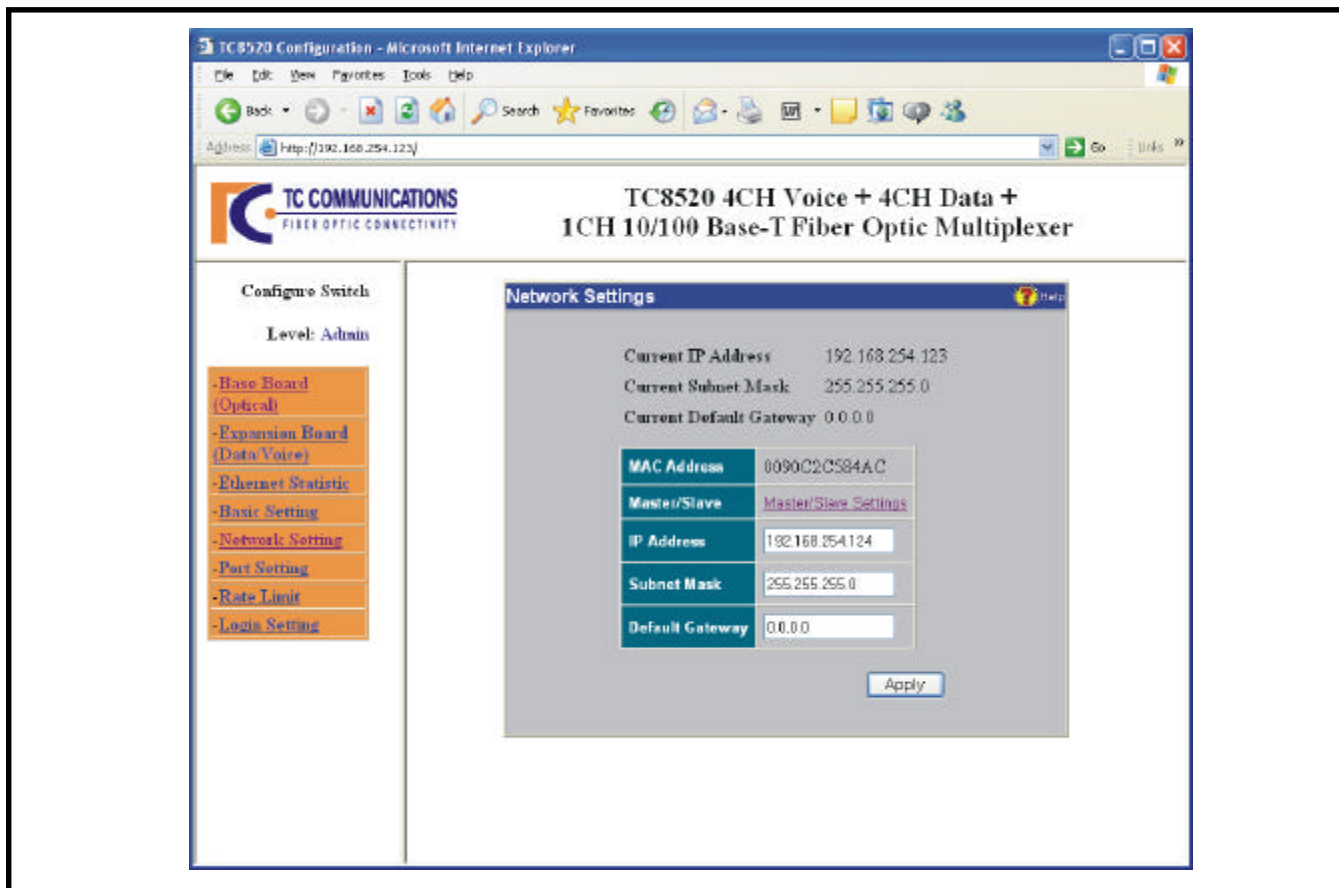 TC8520 Configuration - Microsoft Internet Explorer
File Edit View Favorites Tools Help
Back Search Favorites
Address http://192.168.254.123/ Go Links »
TC COMMUNICATIONS
FIBER OPTIC CONNECTIVITY
TC8520 4CH Voice + 4CH Data +
1CH 10/100 Base-T Fiber Optic Multiplexer
Configure Switch
Level: Admin
-Base Board
(Optical)
-Expansion Board
(Data/Voice)
-Ethernet Statistic
-Basic Setting
-Network Setting
-Port Setting
-Rate Limit
-Login Setting
Network Settings
Help
Current IP Address 192.168.254.123
Current Subnet Mask 255.255.255.0
Current Default Gateway 0.0.0.0
MAC Address 0090C2C584AC
Master/Slave Master/Slave Settings
IP Address 192.168.254.124
Subnet Mask 255.255.255.0
Default Gateway 0.0.0.0
Apply